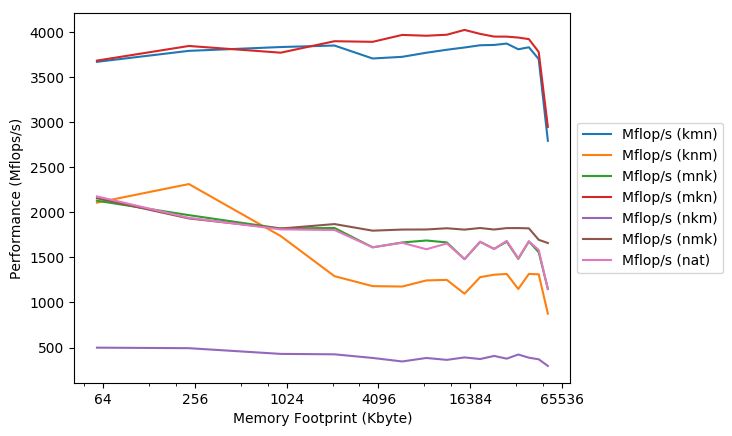 4000
3500
3000
2500
2000
1500
1000
500
Performance (Mflops/s)
64
256
1024
4096
16384
65536
Memory Footprint (Kbyte)
Mflop/s (kmn)
Mflop/s (knm)
Mflop/s (mnk)
Mflop/s (mkn)
Mflop/s (nkm)
Mflop/s (nmk)
Mflop/s (nat)